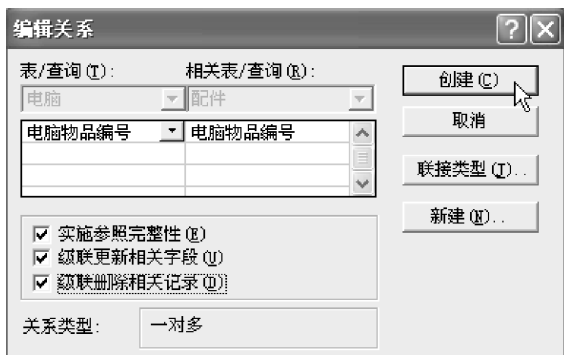 编辑关系
表/查询(T):
相关表/查询(R):
电脑
配件
电脑物品编号
电脑物品编号
实施参照完整性(E)
级联更新相关字段(U)
级联删除相关记录(D)
关系类型:
一对多
创建(C)
取消
联接类型(J)..
新建(N)..